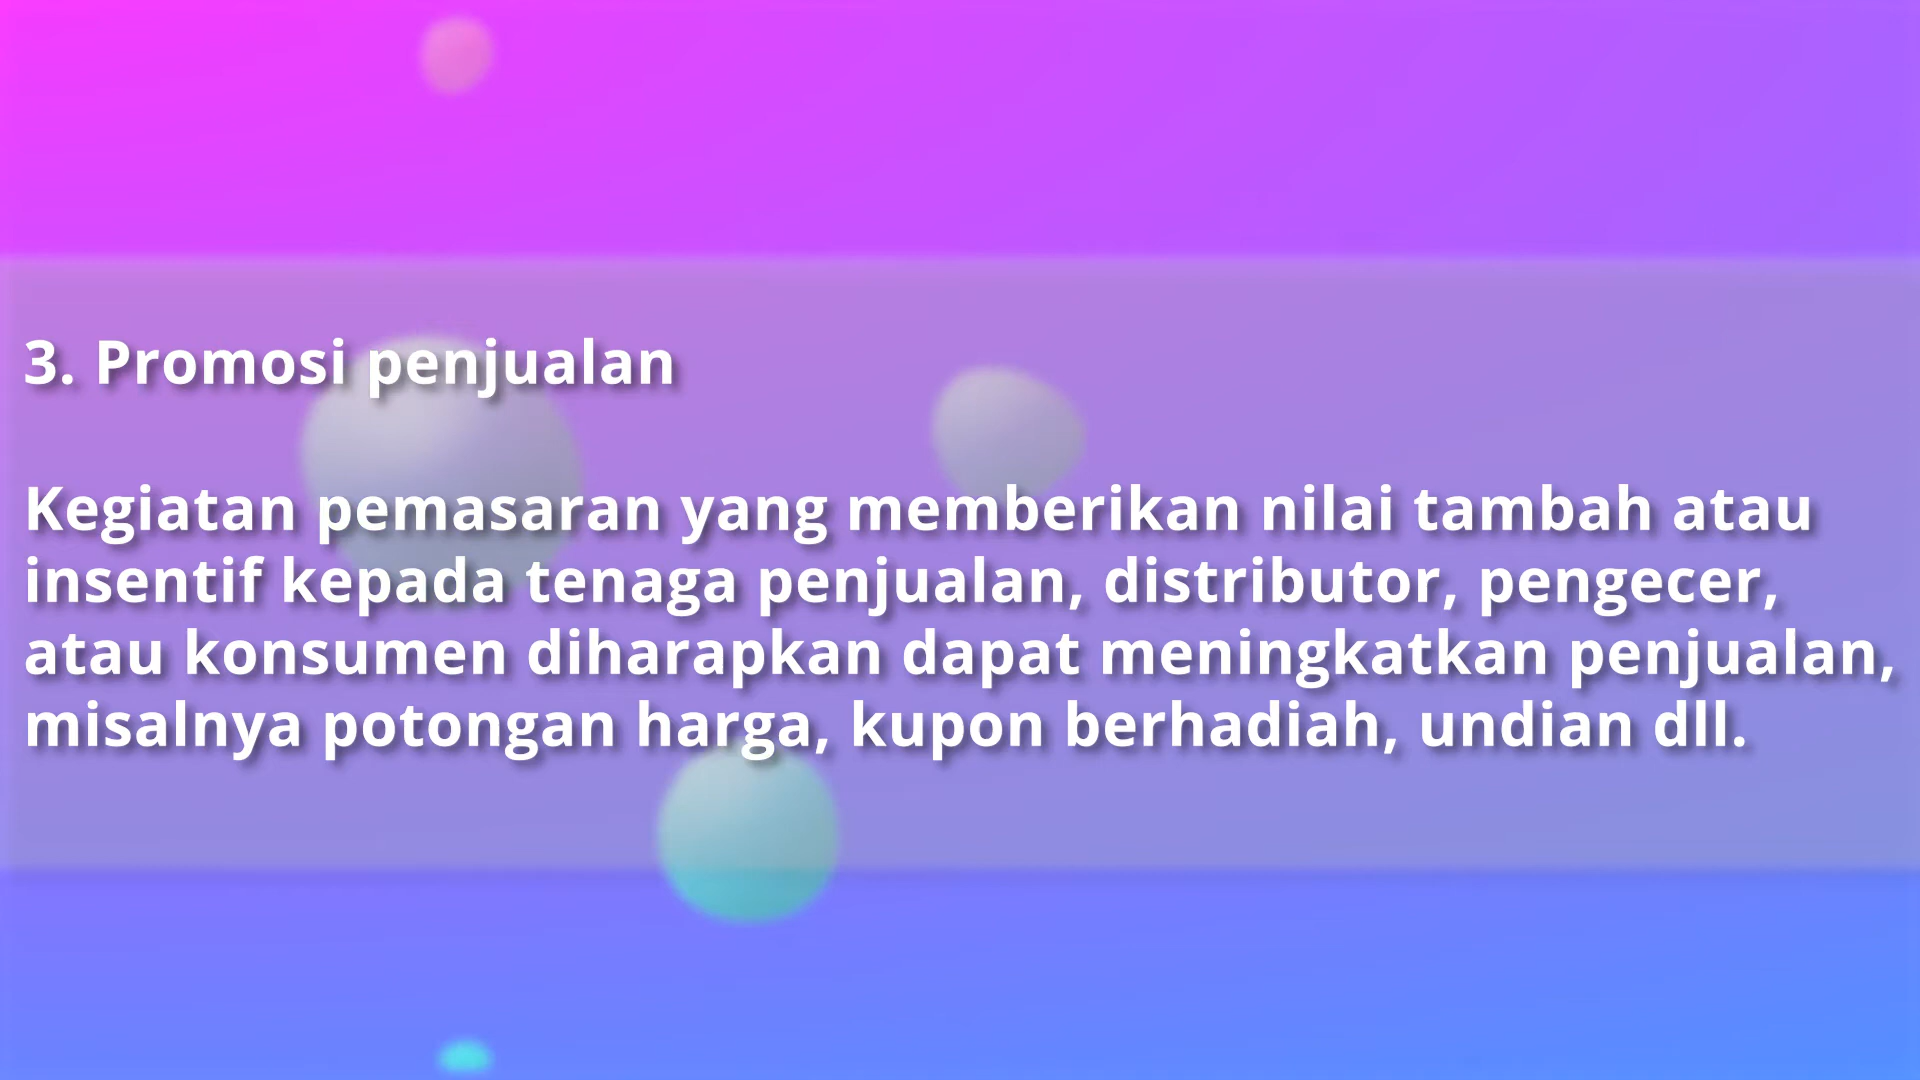 3. Promosi penjualan
Kegiatan pemasaran yang memberikan nilai tambah atau
insentif kepada tenaga penjualan, distributor, pengecer,
atau konsumen diharapkan dapat meningkatkan penjualan,
misalnya potongan harga, kupon berhadiah, undian dll.